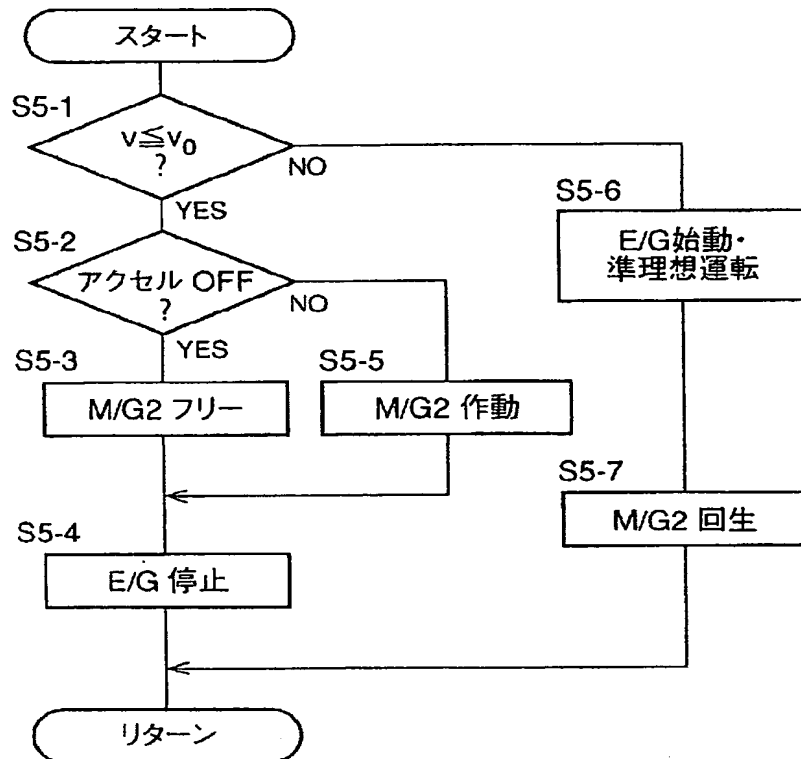 スタート
S5-1
v≦v0
?
NO
YES
S5-2
アクセル OFF
?
NO
YES
S5-3
M/G2 フリー
S5-5
M/G2 作動
S5-4
E/G 停止
S5-6
E/G始動・
準理想運転
S5-7
M/G2 回生
リターン